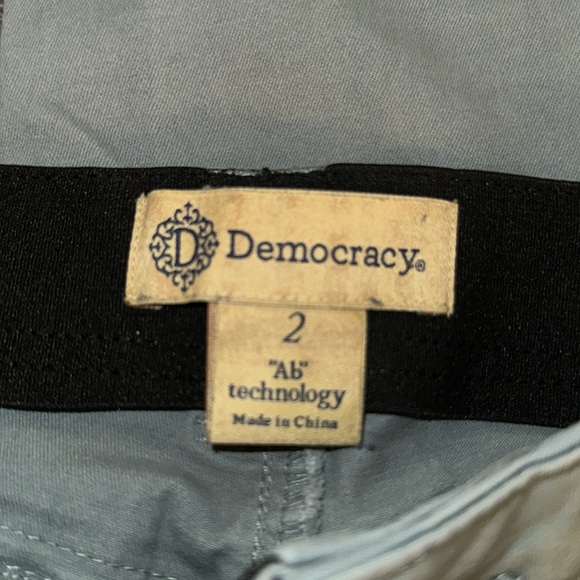 D Democracy®
2
"Ab"
technology
Made in China